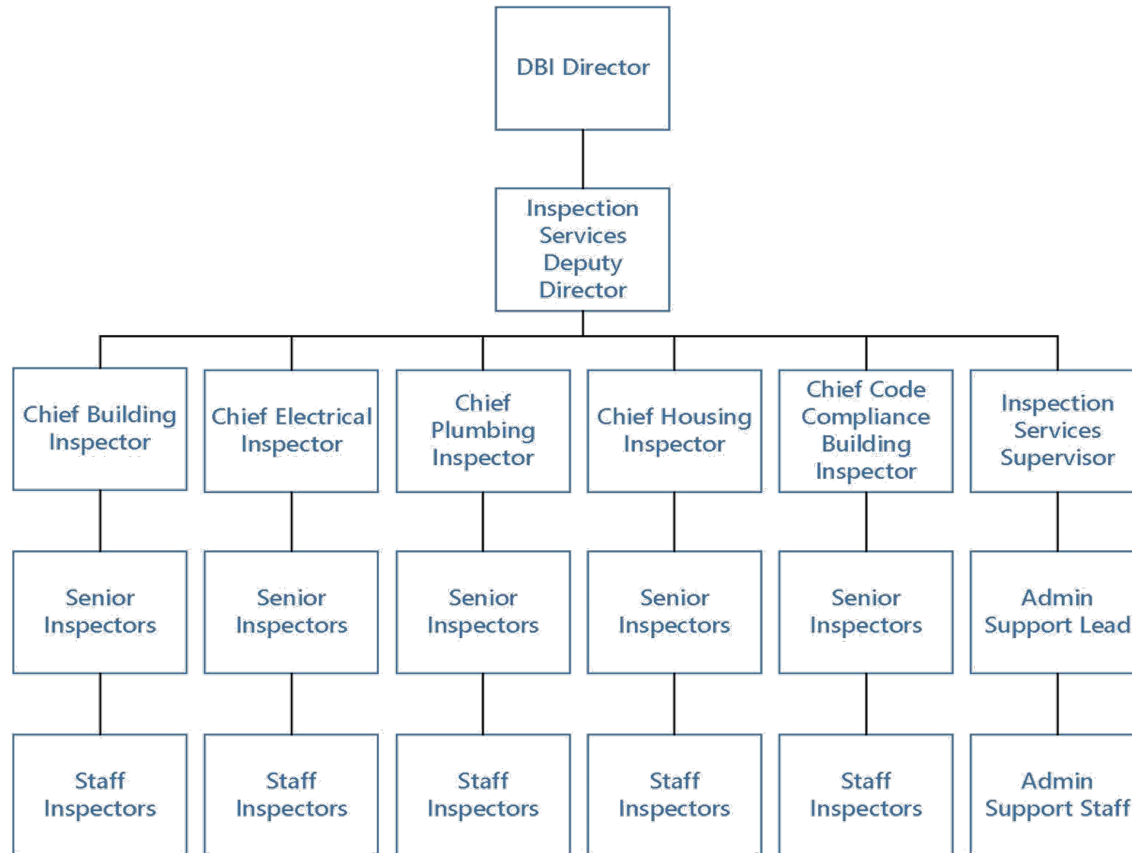 DBI Director
Inspection
Services
Deputy
Director
Chief Building
Inspector
Chief Electrical
Inspector
Chief
Plumbing
Inspector
Chief Housing
Inspector
Chief Code
Compliance
Building
Inspector
Inspection
Services
Supervisor
Senior
Inspectors
Senior
Inspectors
Senior
Inspectors
Senior
Inspectors
Senior
Inspectors
Admin
Support Lead
Staff
Inspectors
Staff
Inspectors
Staff
Inspectors
Staff
Inspectors
Staff
Inspectors
Admin
Support Staff